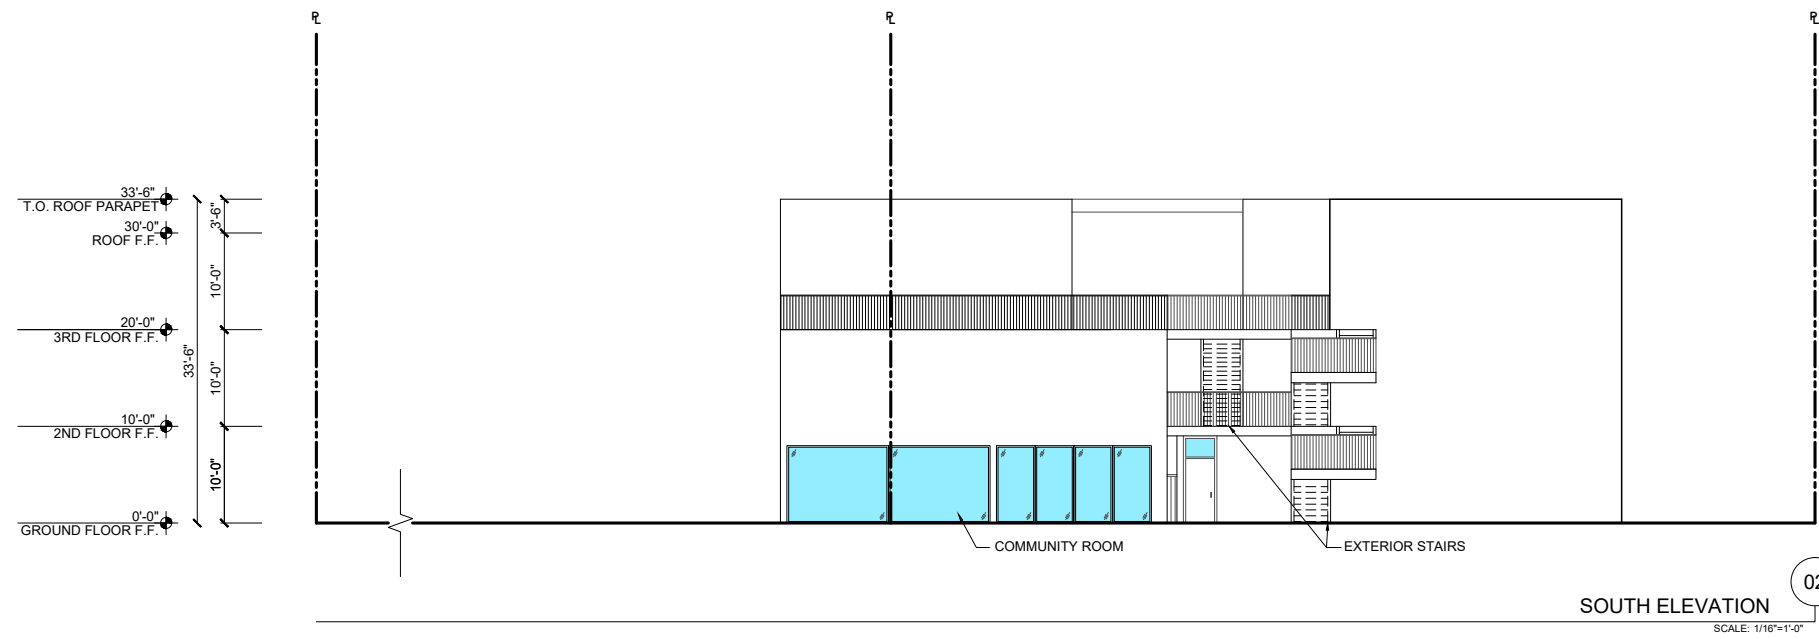 ℄ ℄ ℄
33'-6"
T.O. ROOF PARAPET
3'-6"
30'-0"
ROOF F.F.
10'-0"
20'-0"
3RD FLOOR F.F.
33'-6"
10'-0"
10'-0"
2ND FLOOR F.F.
10'-0"
0'-0"
GROUND FLOOR F.F.
COMMUNITY ROOM
EXTERIOR STAIRS
02
SOUTH ELEVATION
SCALE: 1/16"=1'-0"